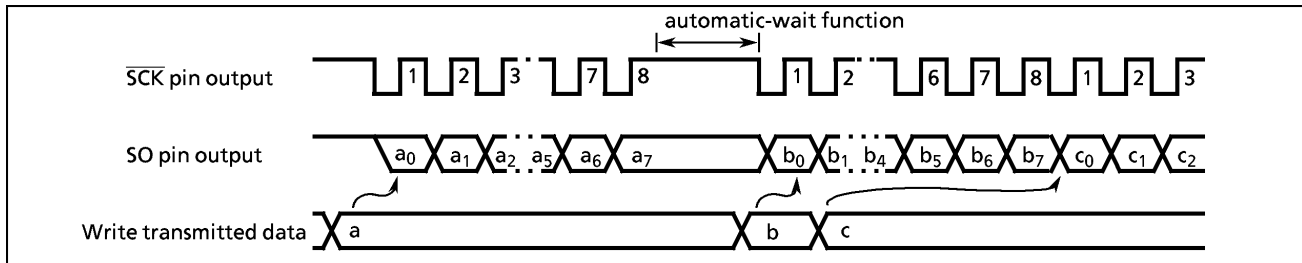 automatic-wait function
SCK pin output 1 2 3 7 8 1 2 6 7 8 1 2 3
SO pin output a₀ a₁ a₂ a₅ a₆ a₇ b₀ b₁ b₄ b₅ b₆ b₇ c₀ c₁ c₂
Write transmitted data a b c